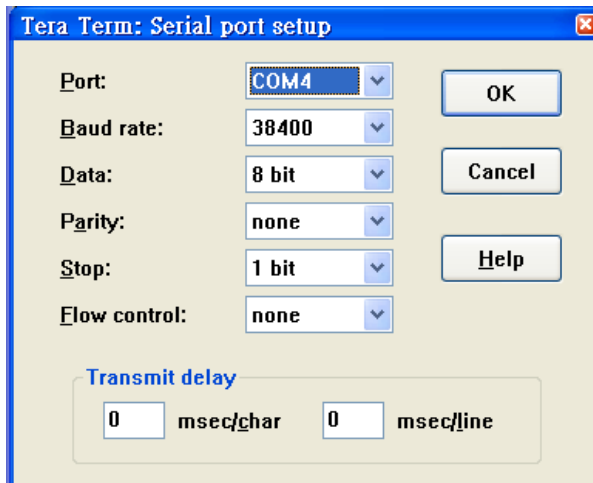 Tera Term: Serial port setup
Port: COM4 OK
Baud rate: 38400
Data: 8 bit Cancel
Parity: none
Stop: 1 bit Help
Flow control: none
Transmit delay
0 msec/char 0 msec/line